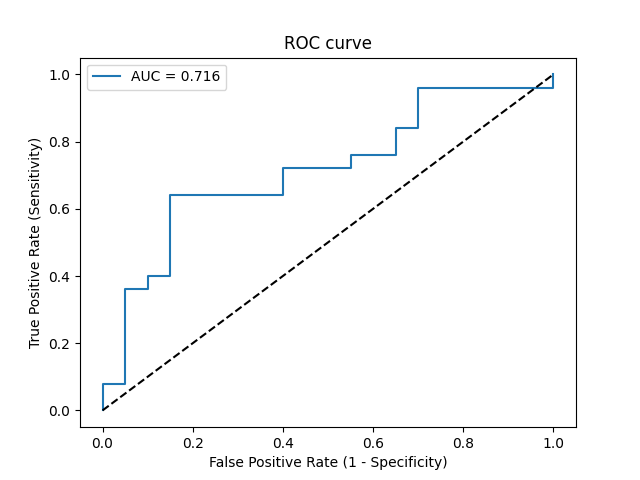 ROC curve
AUC = 0.716
True Positive Rate (Sensitivity)
1.0
0.8
0.6
0.4
0.2
0.0
0.0 0.2 0.4 0.6 0.8 1.0
False Positive Rate (1 - Specificity)